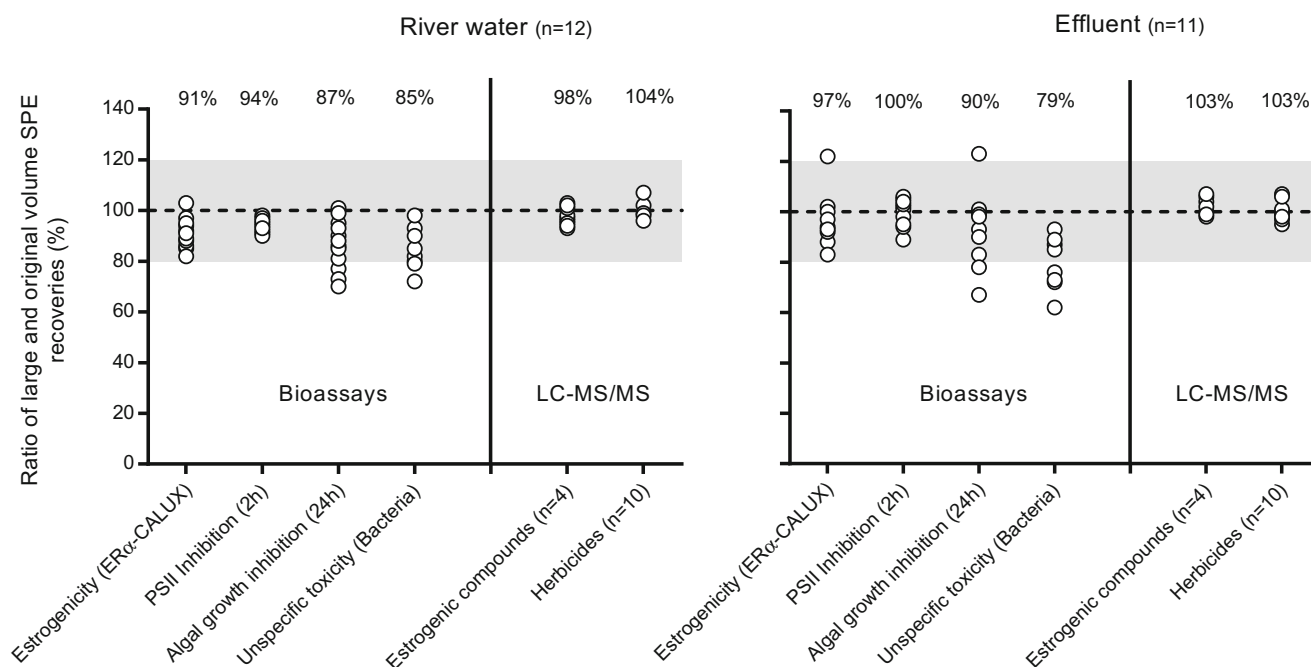 River water (n=12)
Effluent (n=11)
Ratio of large and original volume SPE
recoveries (%)
140
120
100
80
60
40
20
0
91% 94% 87% 85% 98% 104%
Bioassays
LC-MS/MS
Estrogenicity (ERα-CALUX)
PSII Inhibition (2h)
Algal growth inhibition (24h)
Unspecific toxicity (Bacteria)
Estrogenic compounds (n=4)
Herbicides (n=10)
97% 100% 90% 79% 103% 103%
Bioassays
LC-MS/MS
Estrogenicity (ERα-CALUX)
PSII Inhibition (2h)
Algal growth inhibition (24h)
Unspecific toxicity (Bacteria)
Estrogenic compounds (n=4)
Herbicides (n=10)